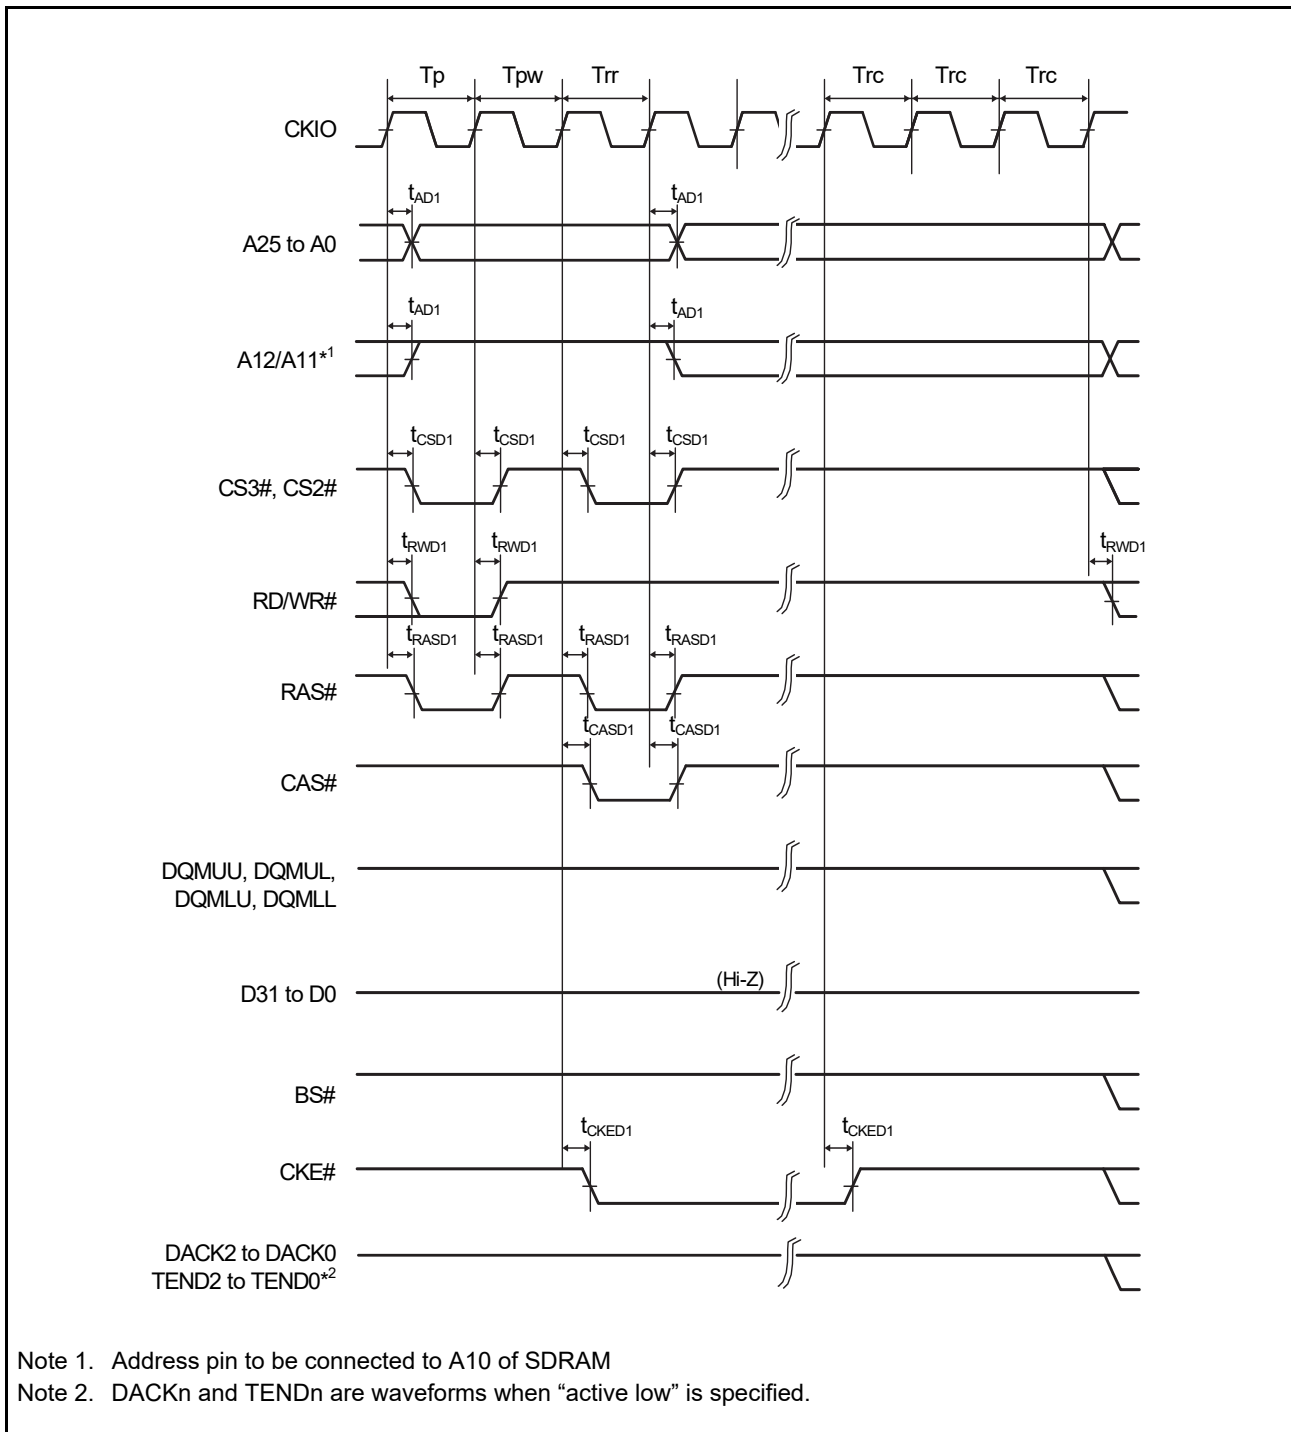 Tp Tpw Trr Trc Trc Trc
CKIO
tAD1 tAD1
A25 to A0
tAD1 tAD1
A12/A11*1
tCSD1 tCSD1 tCSD1 tCSD1
CS3#, CS2#
tRWD1 tRWD1 tRWD1
RD/WR#
tRASD1 tRASD1 tRASD1 tRASD1
RAS#
tCASD1 tCASD1
CAS#
DQMUU, DQMUL,
DQMLU, DQMLL
(Hi-Z)
D31 to D0
BS#
tCKED1 tCKED1
CKE#
DACK2 to DACK0
TEND2 to TEND0*2
Note 1. Address pin to be connected to A10 of SDRAM
Note 2. DACKn and TENDn are waveforms when “active low” is specified.